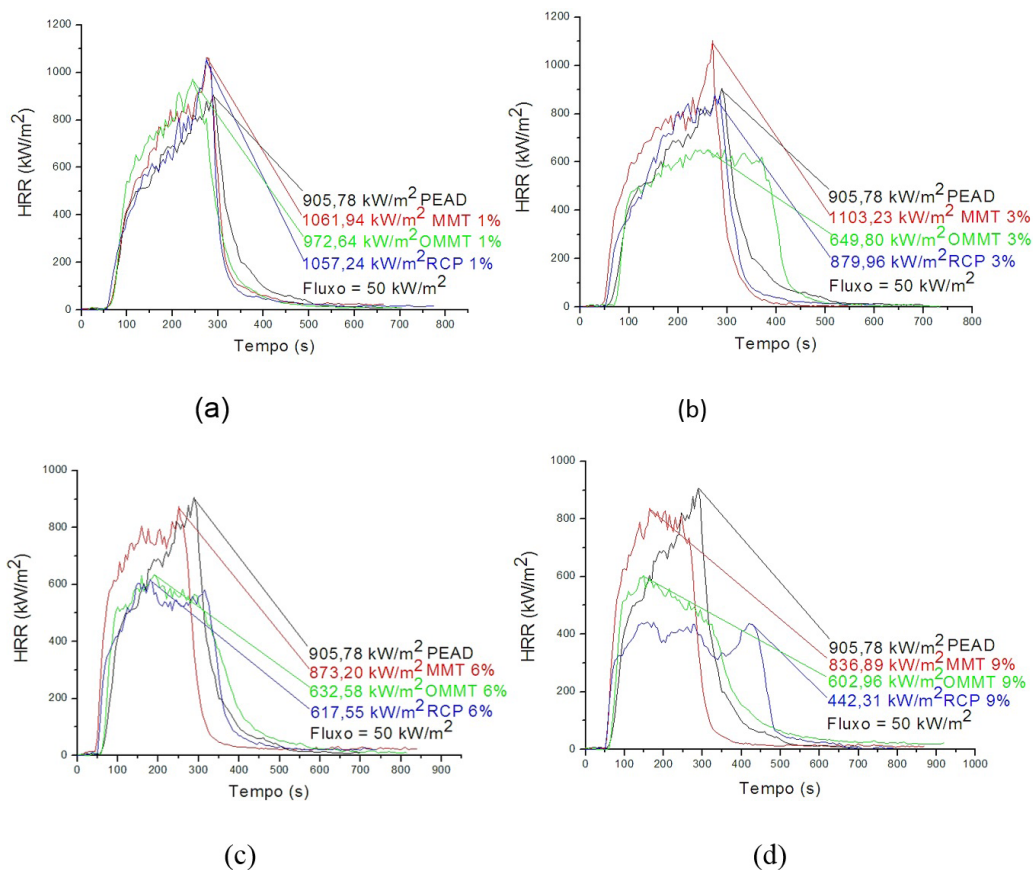 1200
1000
800
600
400
200
0
HRR (kW/m²)
905,78 kW/m² PEAD
1061,94 kW/m² MMT 1%
972,64 kW/m² OMMT 1%
1057,24 kW/m² RCP 1%
Fluxo = 50 kW/m²
0 100 200 300 400 500 600 700 800
Tempo (s)
(a)
1200
1000
800
600
400
200
0
HRR (kW/m²)
905,78 kW/m² PEAD
1103,23 kW/m² MMT 3%
649,80 kW/m² OMMT 3%
879,96 kW/m² RCP 3%
Fluxo = 50 kW/m²
0 100 200 300 400 500 600 700 800
Tempo (s)
(b)
1000
800
600
400
200
0
HRR (kW/m²)
905,78 kW/m² PEAD
873,20 kW/m² MMT 6%
632,58 kW/m² OMMT 6%
617,55 kW/m² RCP 6%
Fluxo = 50 kW/m²
0 100 200 300 400 500 600 700 800 900
Tempo (s)
(c)
1000
800
600
400
200
0
HRR (kW/m²)
905,78 kW/m² PEAD
836,89 kW/m² MMT 9%
602,96 kW/m² OMMT 9%
442,31 kW/m² RCP 9%
Fluxo = 50 kW/m²
0 100 200 300 400 500 600 700 800 900 1000
Tempo (s)
(d)